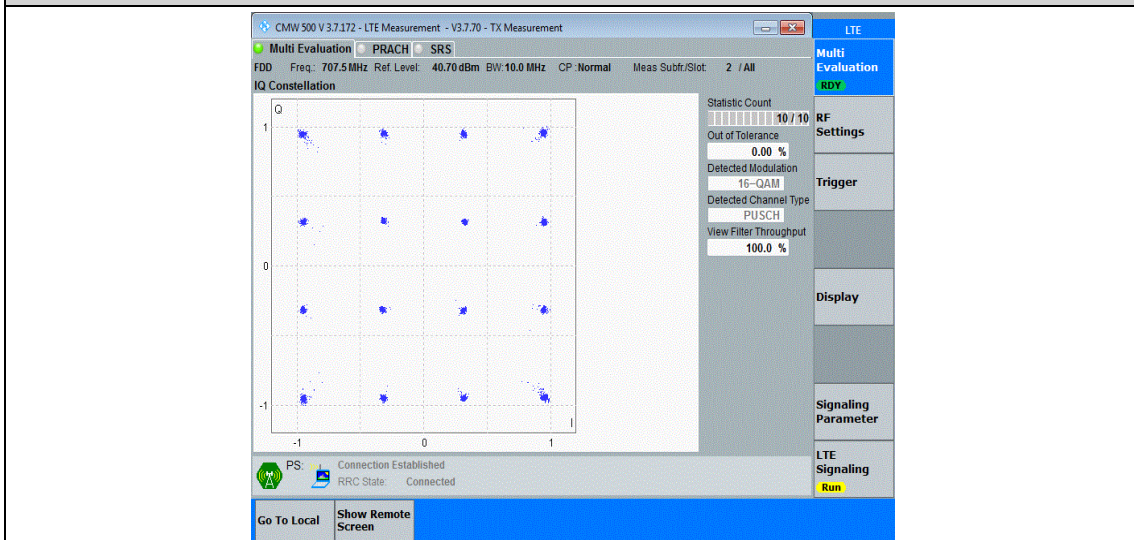 CMW 500 V 3.7.172 - LTE Measurement - V3.7.70 - TX Measurement
LTE
Multi Evaluation PRACH SRS
FDD Freq.: 707.5 MHz Ref. Level: 40.70 dBm BW: 10.0 MHz CP :Normal Meas Subfr./Slot: 2 / All
IQ Constellation
Q
1
0
-1
-1 0 1
I
Statistic Count
10 / 10
Out of Tolerance
0.00 %
Detected Modulation
16-QAM
Detected Channel Type
PUSCH
View Filter Throughput
100.0 %
Multi
Evaluation
RDY
RF
Settings
Trigger
Display
Signaling
Parameter
LTE
Signaling
Run
PS: Connection Established
RRC State: Connected
Go To Local
Show Remote
Screen